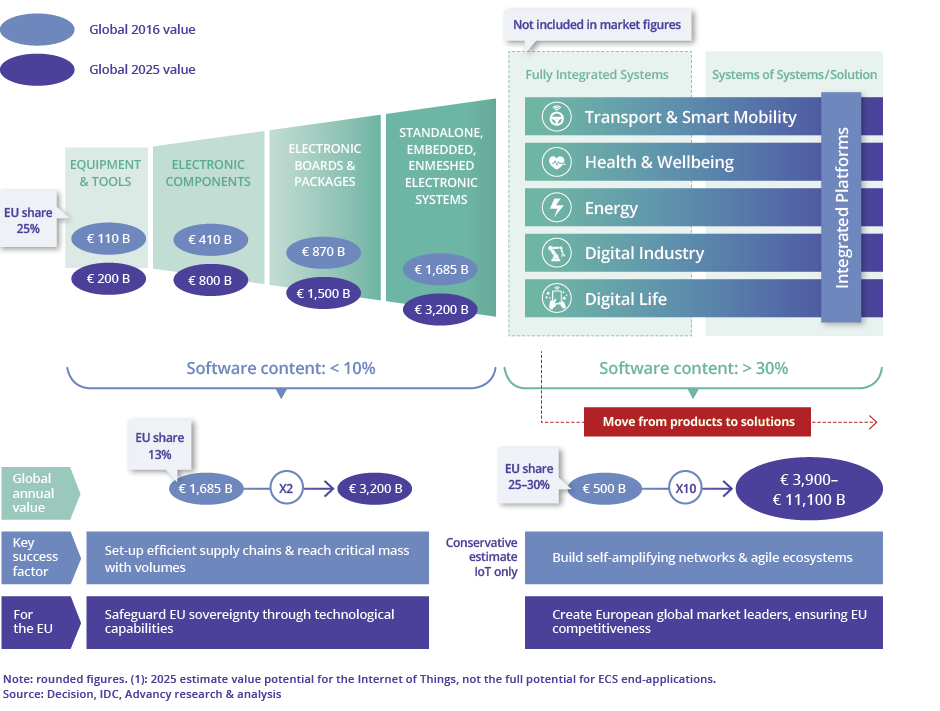 Global 2016 value
Global 2025 value
Not included in market figures
Fully Integrated Systems
Systems of Systems/Solution
EQUIPMENT
& TOOLS
ELECTRONIC
COMPONENTS
ELECTRONIC
BOARDS &
PACKAGES
STANDALONE,
EMBEDDED,
ENMESHED
ELECTRONIC
SYSTEMS
EU share
25%
€ 110 B
€ 410 B
€ 870 B
€ 1,685 B
€ 200 B
€ 800 B
€ 1,500 B
€ 3,200 B
Transport & Smart Mobility
Health & Wellbeing
Energy
Digital Industry
Digital Life
Integrated Platforms
Software content: < 10%
Software content: > 30%
Move from products to solutions
Global
annual
value
EU share
13%
€ 1,685 B
X2
€ 3,200 B
EU share
25–30%
€ 500 B
X10
€ 3,900–
€ 11,100 B
Key
success
factor
Set-up efficient supply chains & reach critical mass
with volumes
Conservative
estimate
IoT only
Build self-amplifying networks & agile ecosystems
For
the EU
Safeguard EU sovereignty through technological
capabilities
Create European global market leaders, ensuring EU
competitiveness
Note: rounded figures. (1): 2025 estimate value potential for the Internet of Things, not the full potential for ECS end-applications.
Source: Decision, IDC, Advancy research & analysis